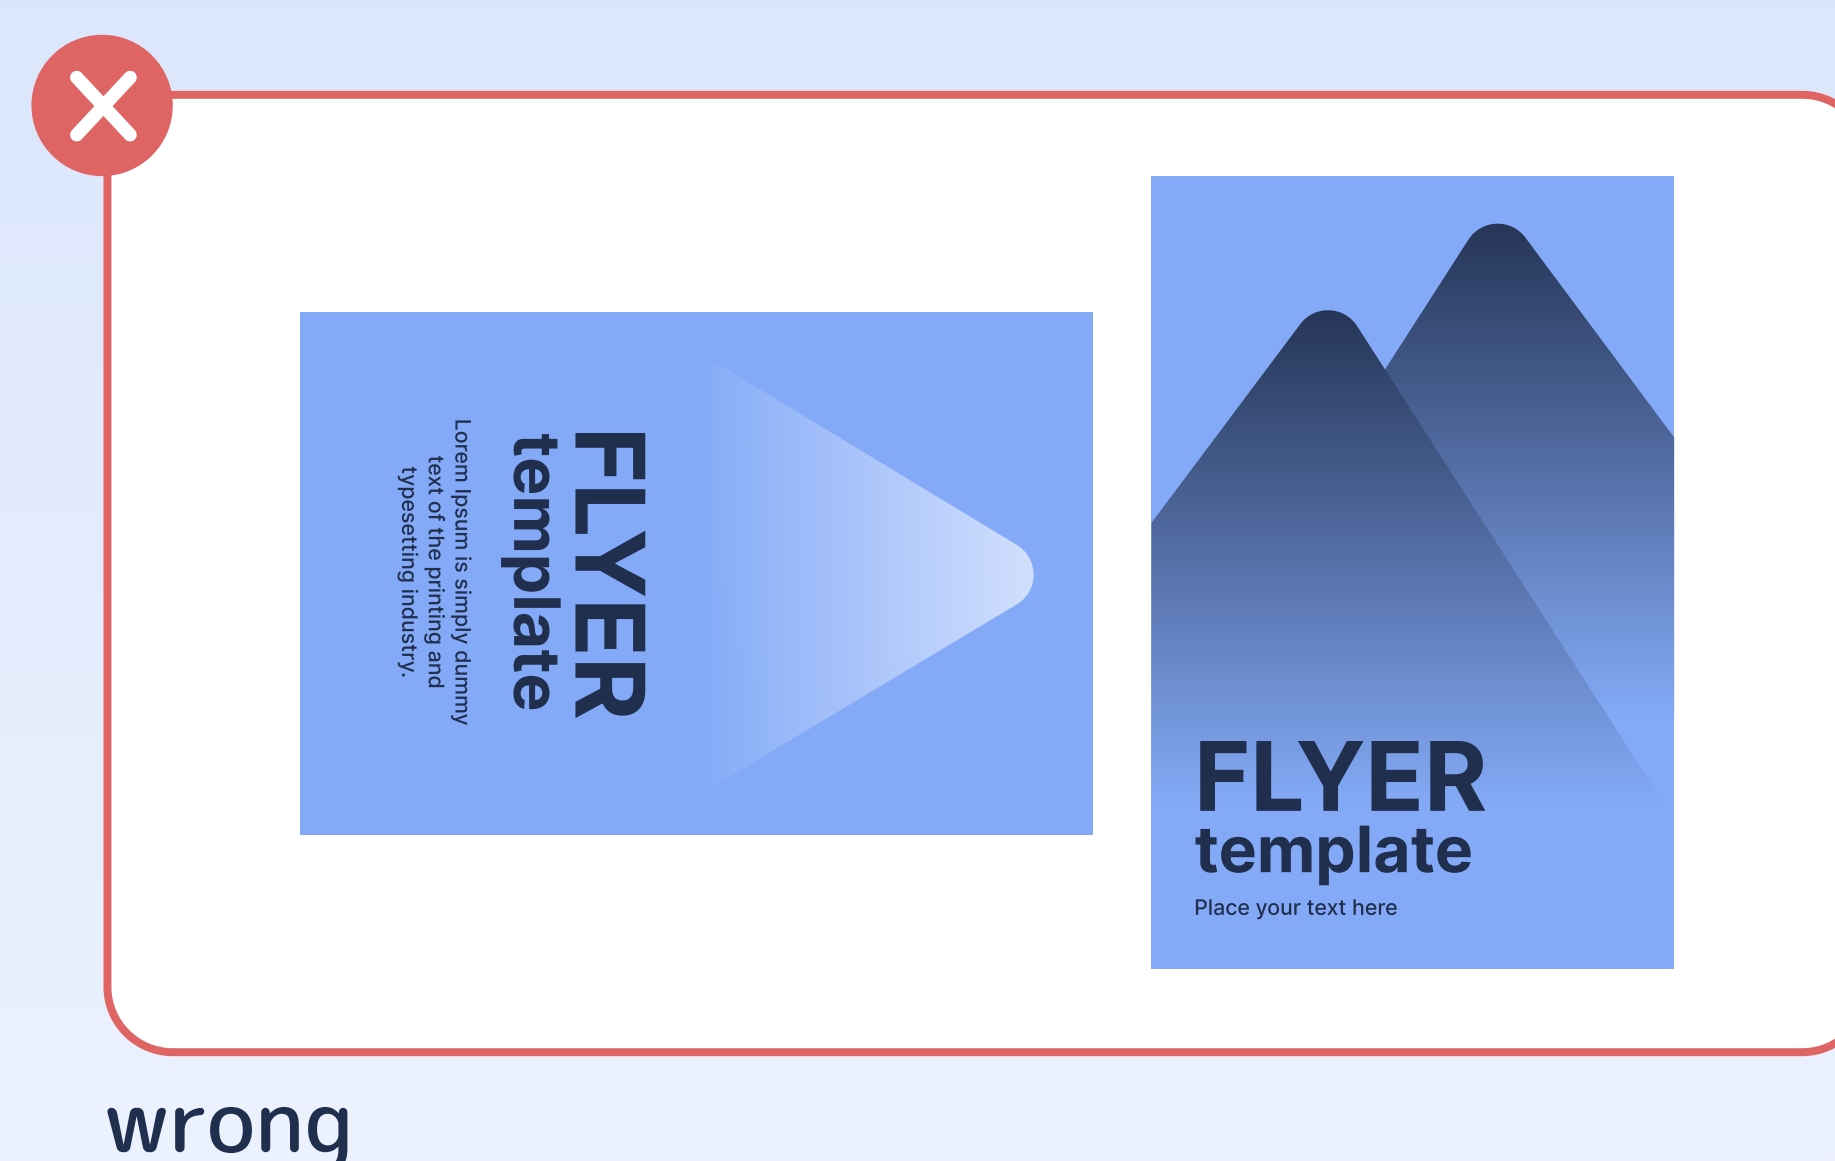 FLYER
template
Lorem Ipsum is simply dummy
text of the printing and
typesetting industry.
FLYER
template
Place your text here
wrong